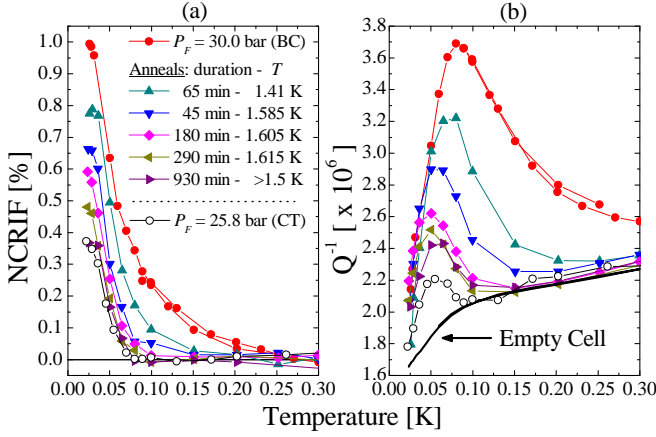 (a)
P_F = 30.0 bar (BC)
Anneals: duration - T
65 min - 1.41 K
45 min - 1.585 K
180 min - 1.605 K
290 min - 1.615 K
930 min - >1.5 K
P_F = 25.8 bar (CT)
NCRIF [%]
1.0
0.9
0.8
0.7
0.6
0.5
0.4
0.3
0.2
0.1
0.0
0.00 0.05 0.10 0.15 0.20 0.25 0.30
(b)
Q⁻¹ [ x 10⁶]
3.8
3.6
3.4
3.2
3.0
2.8
2.6
2.4
2.2
2.0
1.8
1.6
Empty Cell
0.00 0.05 0.10 0.15 0.20 0.25 0.30
Temperature [K]